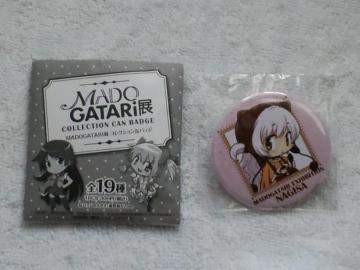 MADO
GATARi展
COLLECTION CAN BADGE
MADOGATARI展 コレクション缶バッジ
全19種
MADOGATARI EXHIBITION
NAGISA